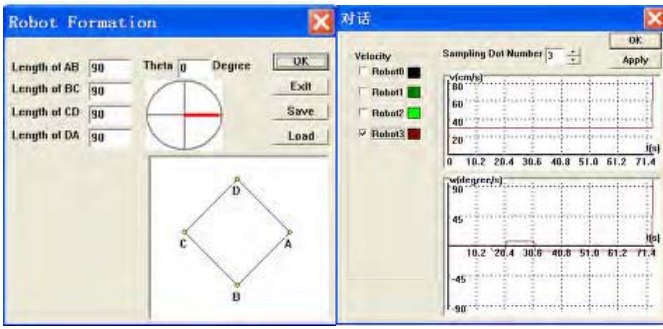 Robot Formation
Length of AB 90
Length of BC 90
Length of CD 90
Length of DA 90
Theta 0 Degree
OK
Exit
Save
Load
D
C
A
B
对话
Velocity
Robot0
Robot1
Robot2
Robot3
Sampling Dot Number 3
OK
Apply
v(cm/s)
80
60
40
20
t(s)
0 10.2 20.4 30.6 40.8 51.0 61.2 71.4
w(degree/s)
90
45
t(s)
10.2 20.4 30.6 40.8 51.0 61.2 71.4
-45
-90